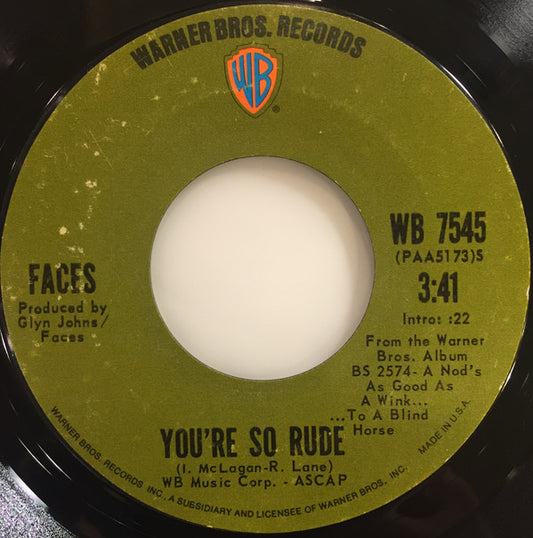 WARNER BROS. RECORDS
WB
®
FACES
Produced by
Glyn Johns/
Faces
WB 7545
(PAA5173)S
3:41
Intro: :22
From the Warner
Bros. Album
BS 2574- A Nod's
As Good As
A Wink...
...To A Blind
Horse
YOU'RE SO RUDE
(I. McLagan-R. Lane)
WB Music Corp. - ASCAP
WARNER BROS. RECORDS INC., A SUBSIDIARY AND LICENSEE OF WARNER BROS. INC.
MADE IN U.S.A.